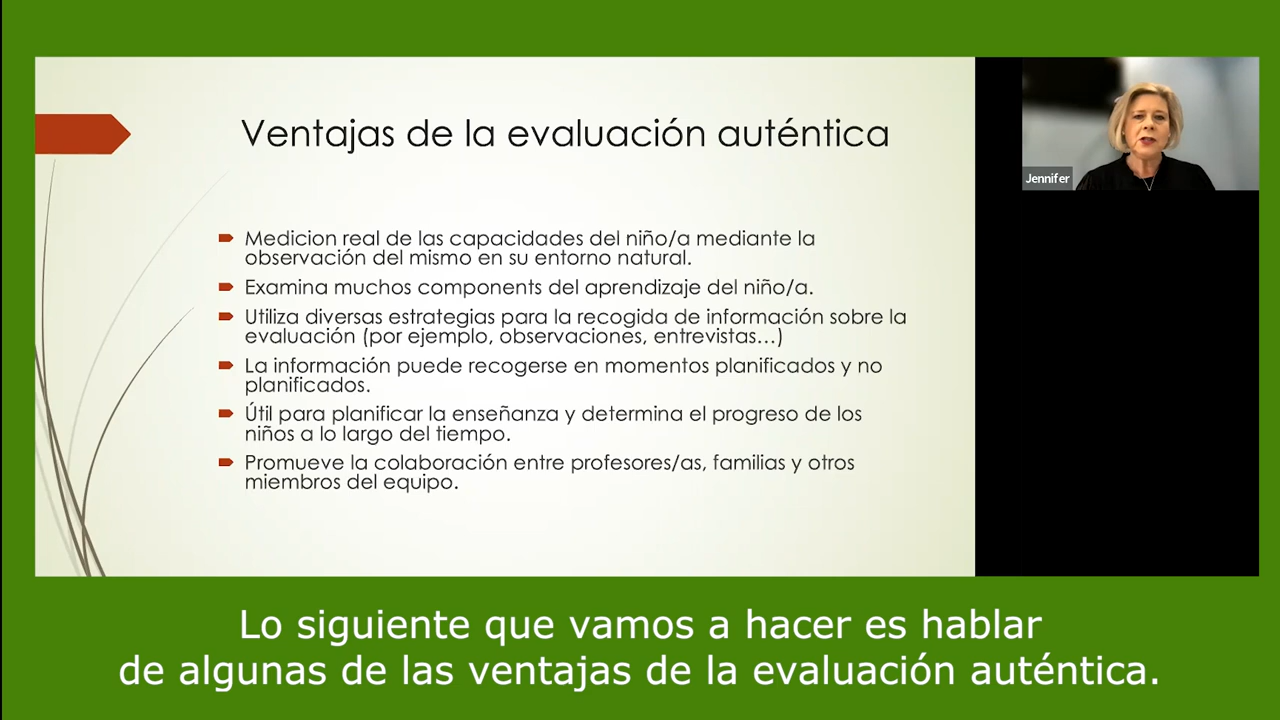 Ventajas de la evaluación auténtica
Medicion real de las capacidades del niño/a mediante la
observación del mismo en su entorno natural.
Examina muchos components del aprendizaje del niño/a.
Utiliza diversas estrategias para la recogida de información sobre la
evaluación (por ejemplo, observaciones, entrevistas...)
La información puede recogerse en momentos planificados y no
planificados.
Útil para planificar la enseñanza y determina el progreso de los
niños a lo largo del tiempo.
Promueve la colaboración entre profesores/as, familias y otros
miembros del equipo.
Jennifer
Lo siguiente que vamos a hacer es hablar
de algunas de las ventajas de la evaluación auténtica.